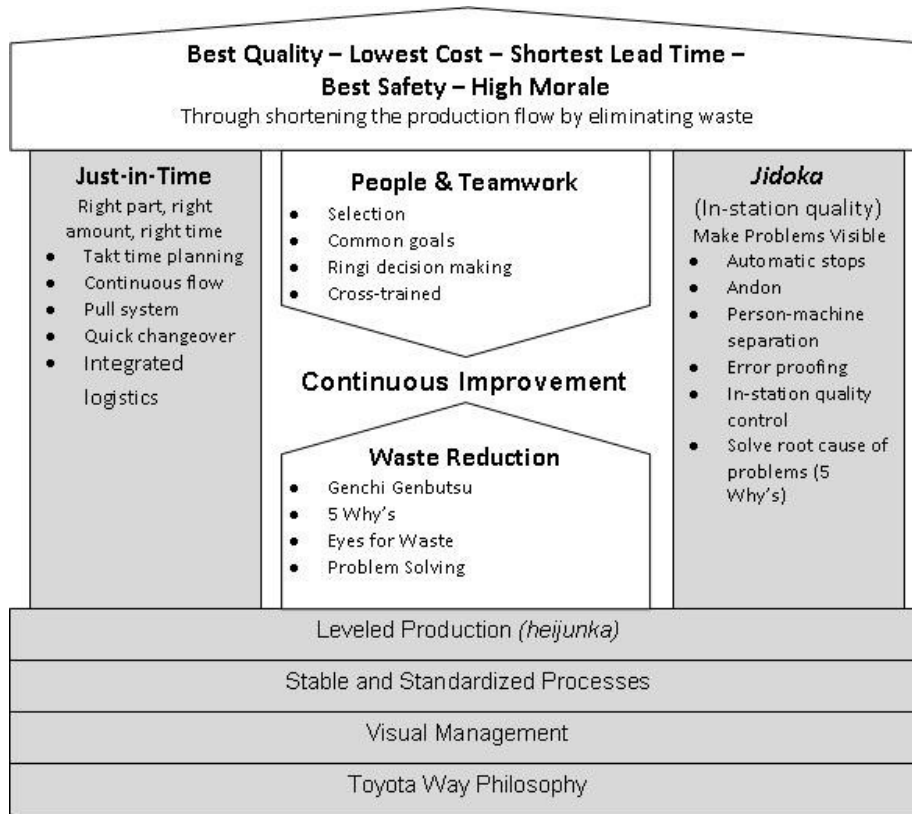 Best Quality – Lowest Cost – Shortest Lead Time –
Best Safety – High Morale
Through shortening the production flow by eliminating waste
Just-in-Time
Right part, right
amount, right time
• Takt time planning
• Continuous flow
• Pull system
• Quick changeover
• Integrated
logistics
People & Teamwork
• Selection
• Common goals
• Ringi decision making
• Cross-trained
Continuous Improvement
Waste Reduction
• Genchi Genbutsu
• 5 Why's
• Eyes for Waste
• Problem Solving
Jidoka
(In-station quality)
Make Problems Visible
• Automatic stops
• Andon
• Person-machine
separation
• Error proofing
• In-station quality
control
• Solve root cause of
problems (5
Why's)
Leveled Production (heijunka)
Stable and Standardized Processes
Visual Management
Toyota Way Philosophy